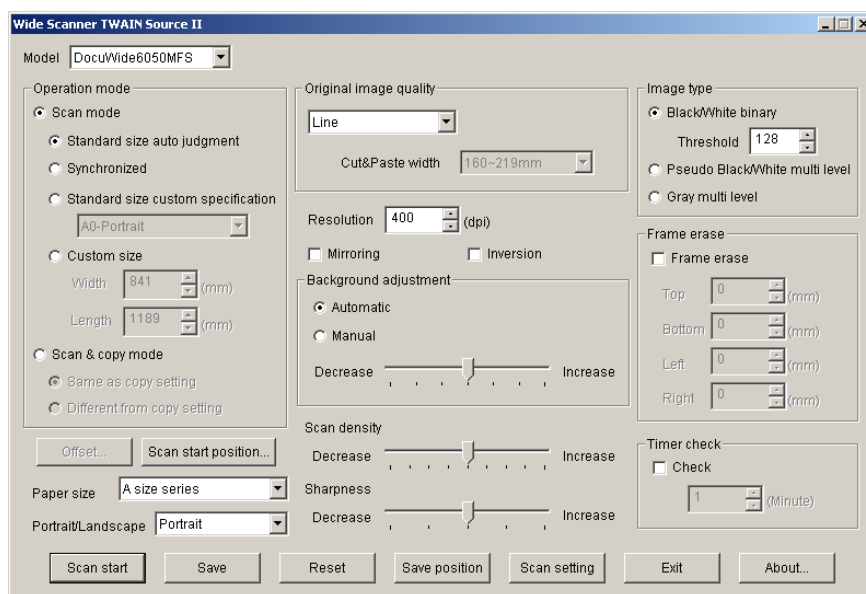 Wide Scanner TWAIN Source II
Model DocuWide6050MFS
Operation mode
Scan mode
Standard size auto judgment
Synchronized
Standard size custom specification
A0-Portrait
Custom size
Width 841 (mm)
Length 1189 (mm)
Scan & copy mode
Same as copy setting
Different from copy setting
Offset... Scan start position...
Paper size A size series
Portrait/Landscape Portrait
Original image quality
Line
Cut&Paste width 160~219mm
Resolution 400 (dpi)
Mirroring Inversion
Background adjustment
Automatic
Manual
Decrease Increase
Scan density
Decrease Increase
Sharpness
Decrease Increase
Image type
Black/White binary
Threshold 128
Pseudo Black/White multi level
Gray multi level
Frame erase
Frame erase
Top 0 (mm)
Bottom 0 (mm)
Left 0 (mm)
Right 0 (mm)
Timer check
Check
1 (Minute)
Scan start Save Reset Save position Scan setting Exit About...